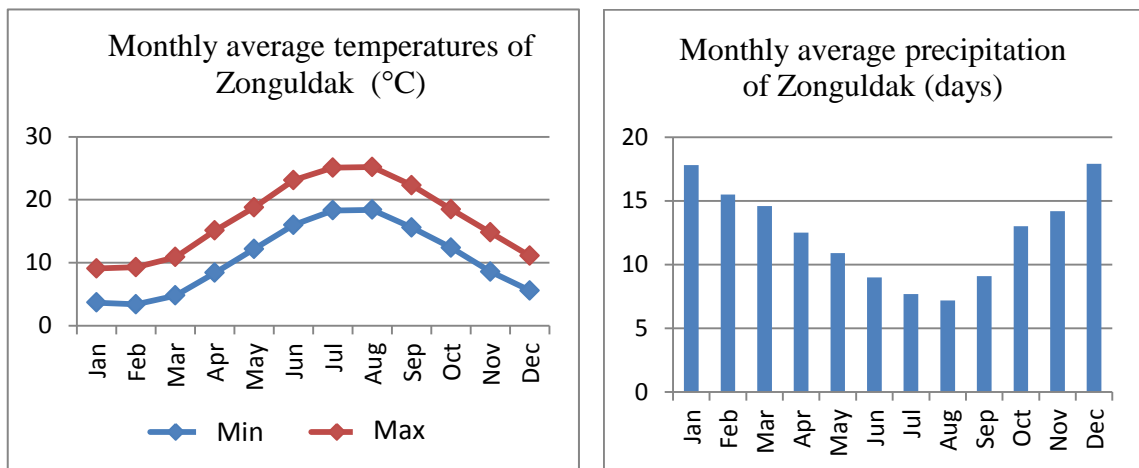 Monthly average temperatures of
Zonguldak (°C)
30
20
10
0
Jan
Feb
Mar
Apr
May
Jun
Jul
Aug
Sep
Oct
Nov
Dec
Min
Max
Monthly average precipitation
of Zonguldak (days)
20
15
10
5
0
Jan
Feb
Mar
Apr
May
Jun
Jul
Aug
Sep
Oct
Nov
Dec